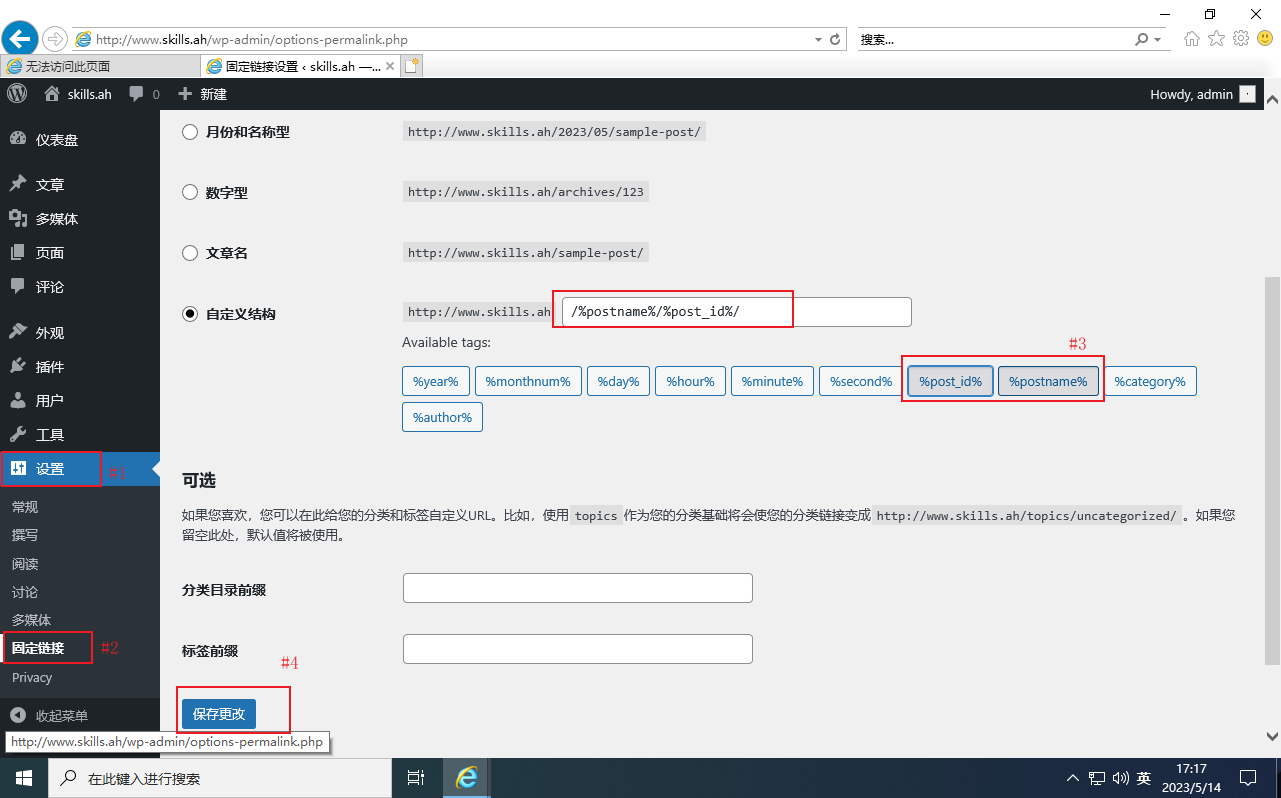 http://www.skills.ah/wp-admin/options-permalink.php
搜索...
无法访问此页面
固定链接设置 ‹ skills.ah —...
skills.ah
0
新建
Howdy, admin
仪表盘
文章
多媒体
页面
评论
外观
插件
用户
工具
设置
#1
常规
撰写
阅读
讨论
多媒体
固定链接
#2
Privacy
收起菜单
月份和名称型
http://www.skills.ah/2023/05/sample-post/
数字型
http://www.skills.ah/archives/123
文章名
http://www.skills.ah/sample-post/
自定义结构
http://www.skills.ah
/%postname%/%post_id%/
Available tags:
#3
%year%
%monthnum%
%day%
%hour%
%minute%
%second%
%post_id%
%postname%
%category%
%author%
可选
如果您喜欢，您可以在此给您的分类和标签自定义URL。比如，使用 topics 作为您的分类基础将会使您的分类链接变成 http://www.skills.ah/topics/uncategorized/ 。如果您
留空此处，默认值将被使用。
分类目录前缀
标签前缀
#4
保存更改
http://www.skills.ah/wp-admin/options-permalink.php
在此键入进行搜索
英
17:17
2023/5/14